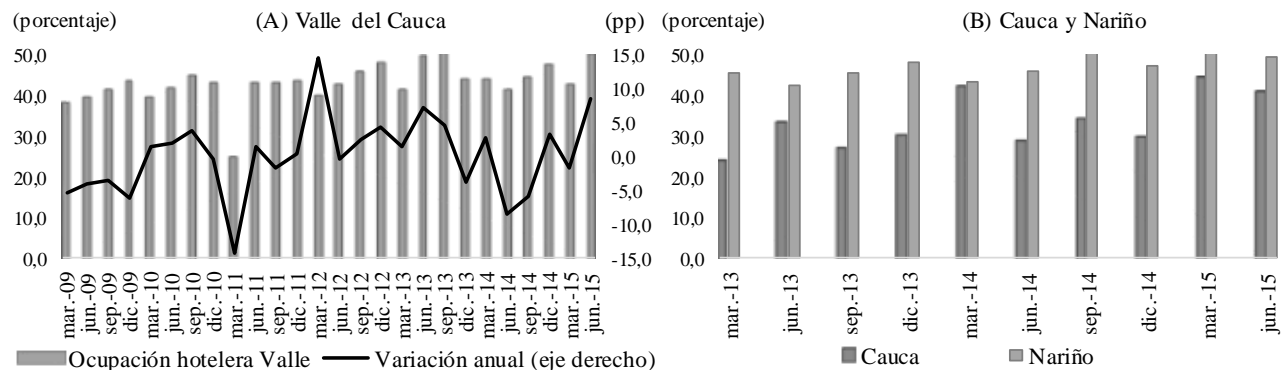 (porcentaje) (A) Valle del Cauca (pp)
50,0
40,0
30,0
20,0
10,0
0,0
15,0
10,0
5,0
0,0
-5,0
-10,0
-15,0
mar.-09
jun.-09
sep.-09
dic.-09
mar.-10
jun.-10
sep.-10
dic.-10
mar.-11
jun.-11
sep.-11
dic.-11
mar.-12
jun.-12
sep.-12
dic.-12
mar.-13
jun.-13
sep.-13
dic.-13
mar.-14
jun.-14
sep.-14
dic.-14
mar.-15
jun.-15
Ocupación hotelera Valle Variación anual (eje derecho)
(porcentaje) (B) Cauca y Nariño
50,0
40,0
30,0
20,0
10,0
0,0
mar.-13
jun.-13
sep.-13
dic.-13
mar.-14
jun.-14
sep.-14
dic.-14
mar.-15
jun.-15
Cauca Nariño